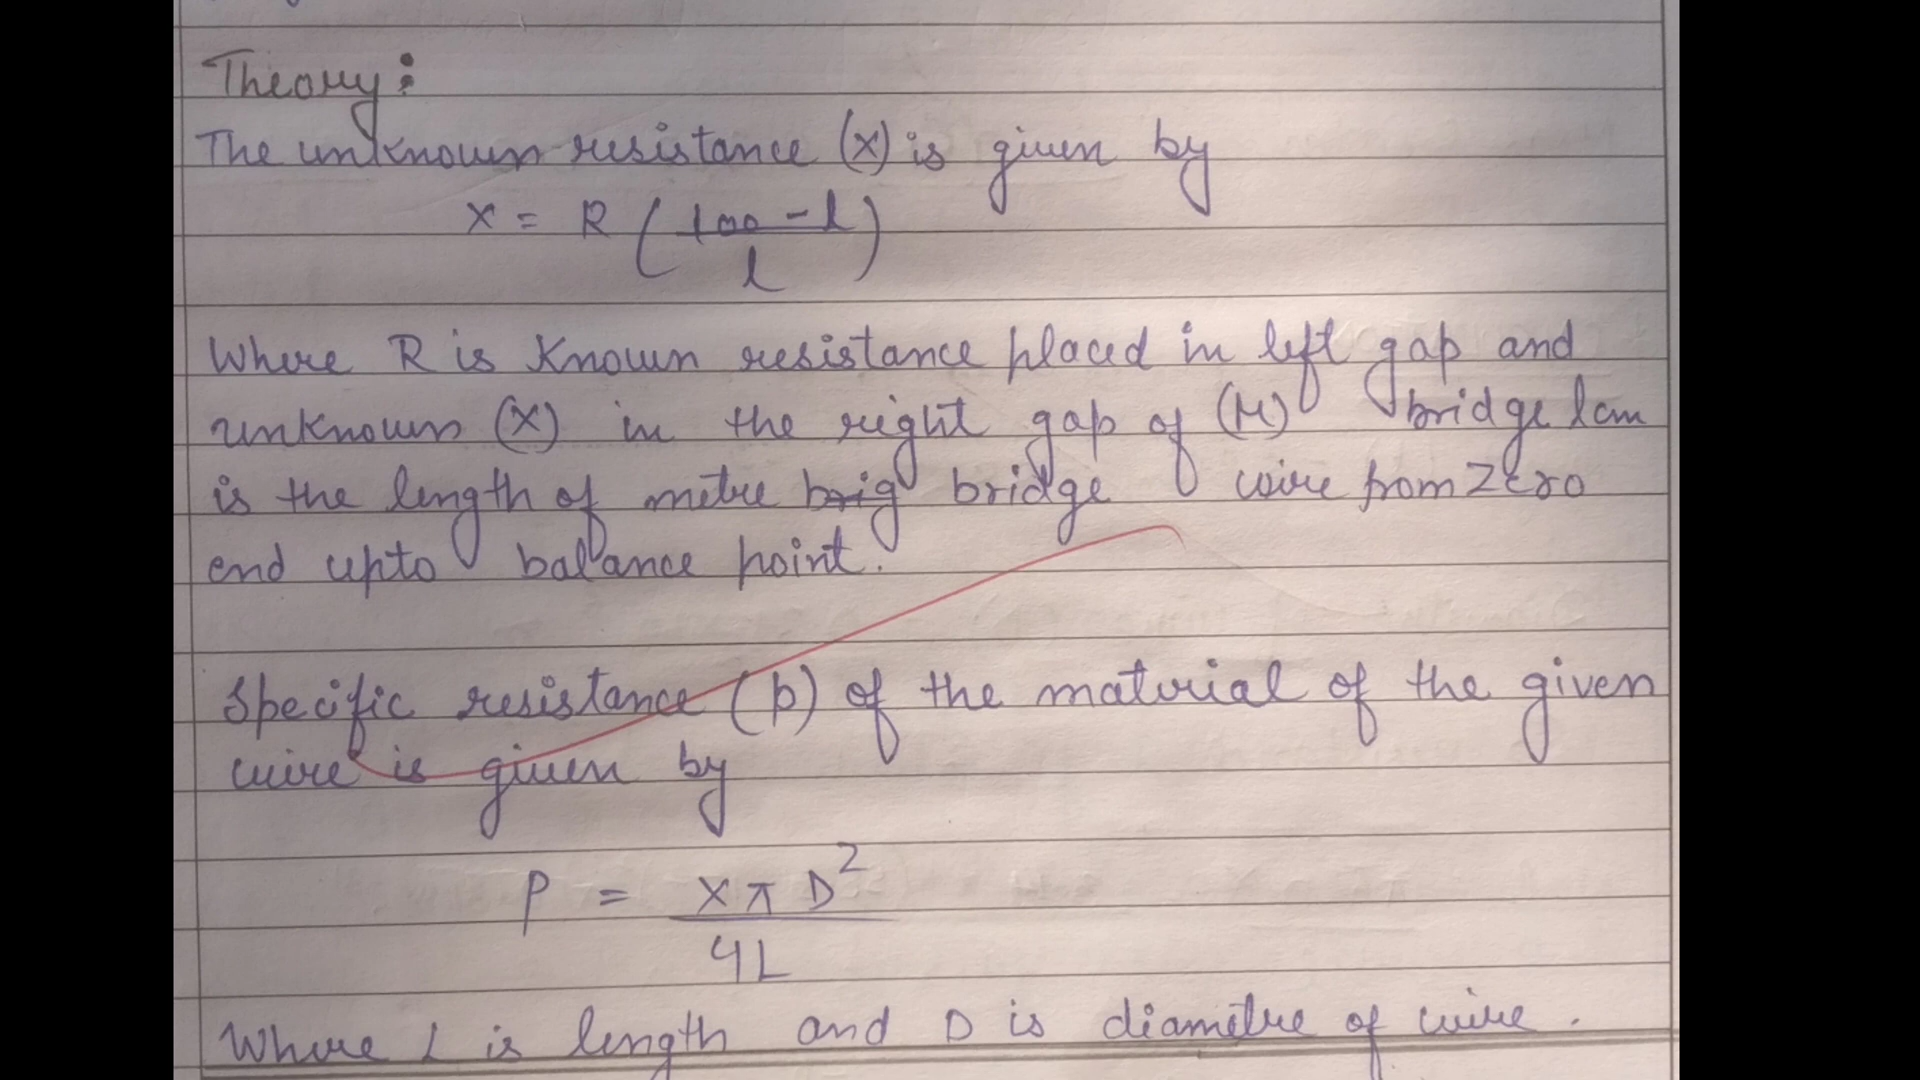 Theory:
The unknown resistance (X) is given by
X = R (100 - l / l)
Where R is Known resistance placed in left gap and
unknown (X) in the right gap of (M) bridge lcm
is the length of metre brig bridge wire from zero
end upto balance point.
Specific resistance (p) of the material of the given
wire is given by
P = XπD² / 4L
Where L is length and D is diametre of wire.